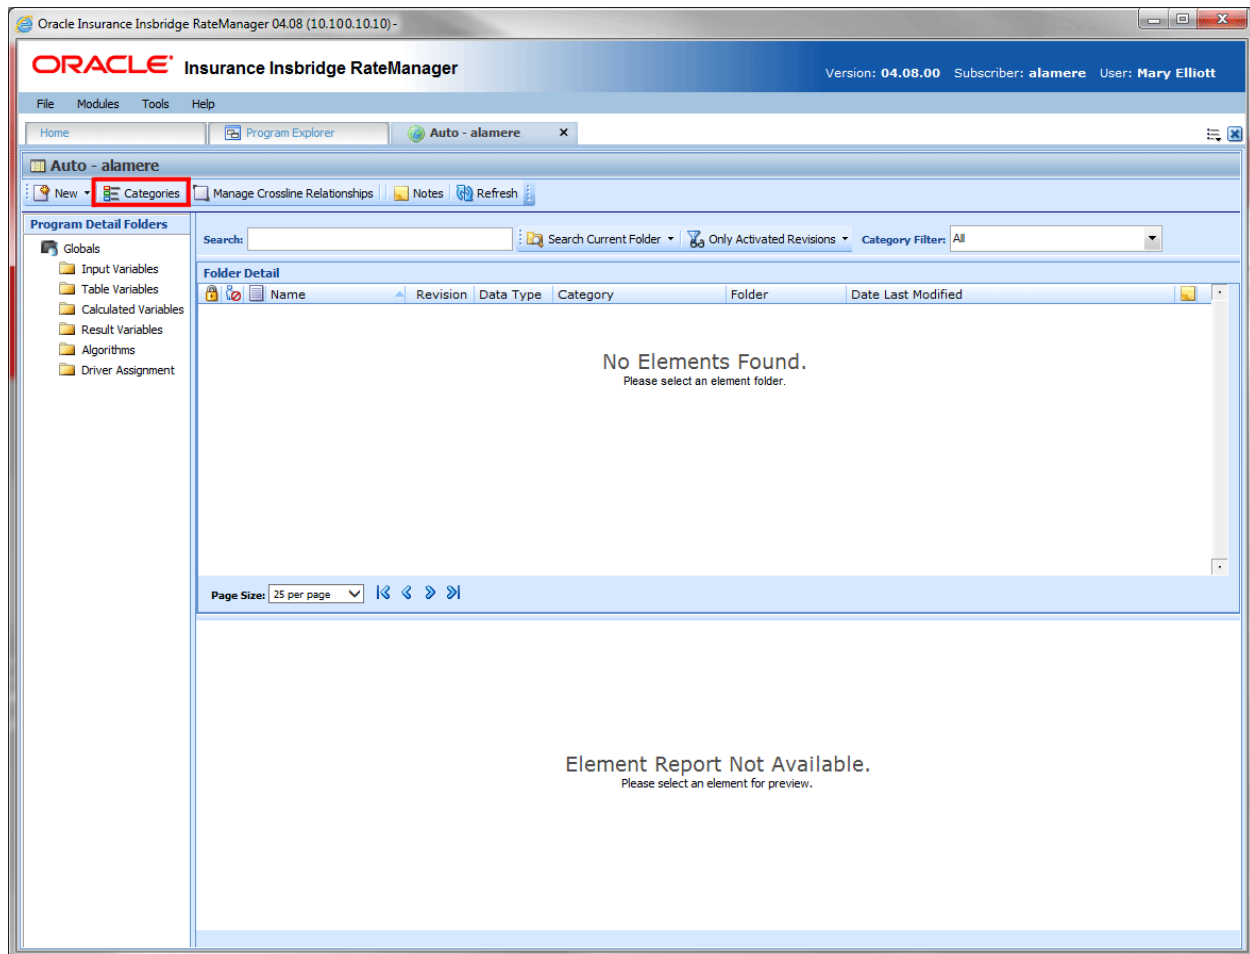 Oracle Insurance Insbridge RateManager 04.08 (10.100.10.10) -
ORACLE Insurance Insbridge RateManager
Version: 04.08.00 Subscriber: alamere User: Mary Elliott
File Modules Tools Help
Home Program Explorer Auto - alamere
Auto - alamere
New Categories Manage Crossline Relationships Notes Refresh
Program Detail Folders
Globals
Input Variables
Table Variables
Calculated Variables
Result Variables
Algorithms
Driver Assignment
Search: Search Current Folder Only Activated Revisions Category Filter: All
Folder Detail
Name Revision Data Type Category Folder Date Last Modified
No Elements Found.
Please select an element folder.
Page Size: 25 per page
Element Report Not Available.
Please select an element for preview.